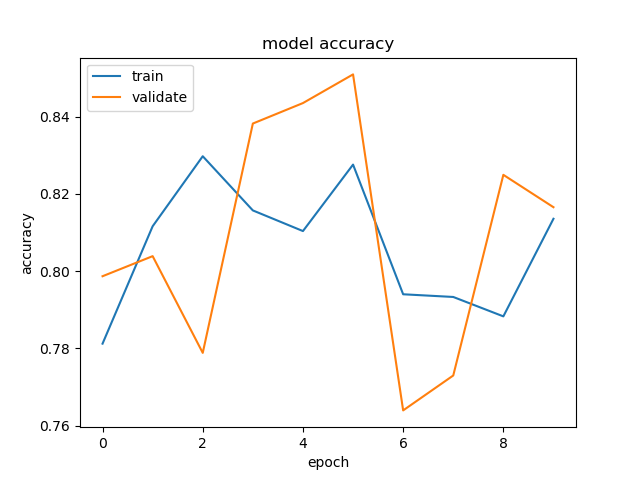 model accuracy
train
validate
0.84
0.82
0.80
0.78
0.76
accuracy
0 2 4 6 8
epoch